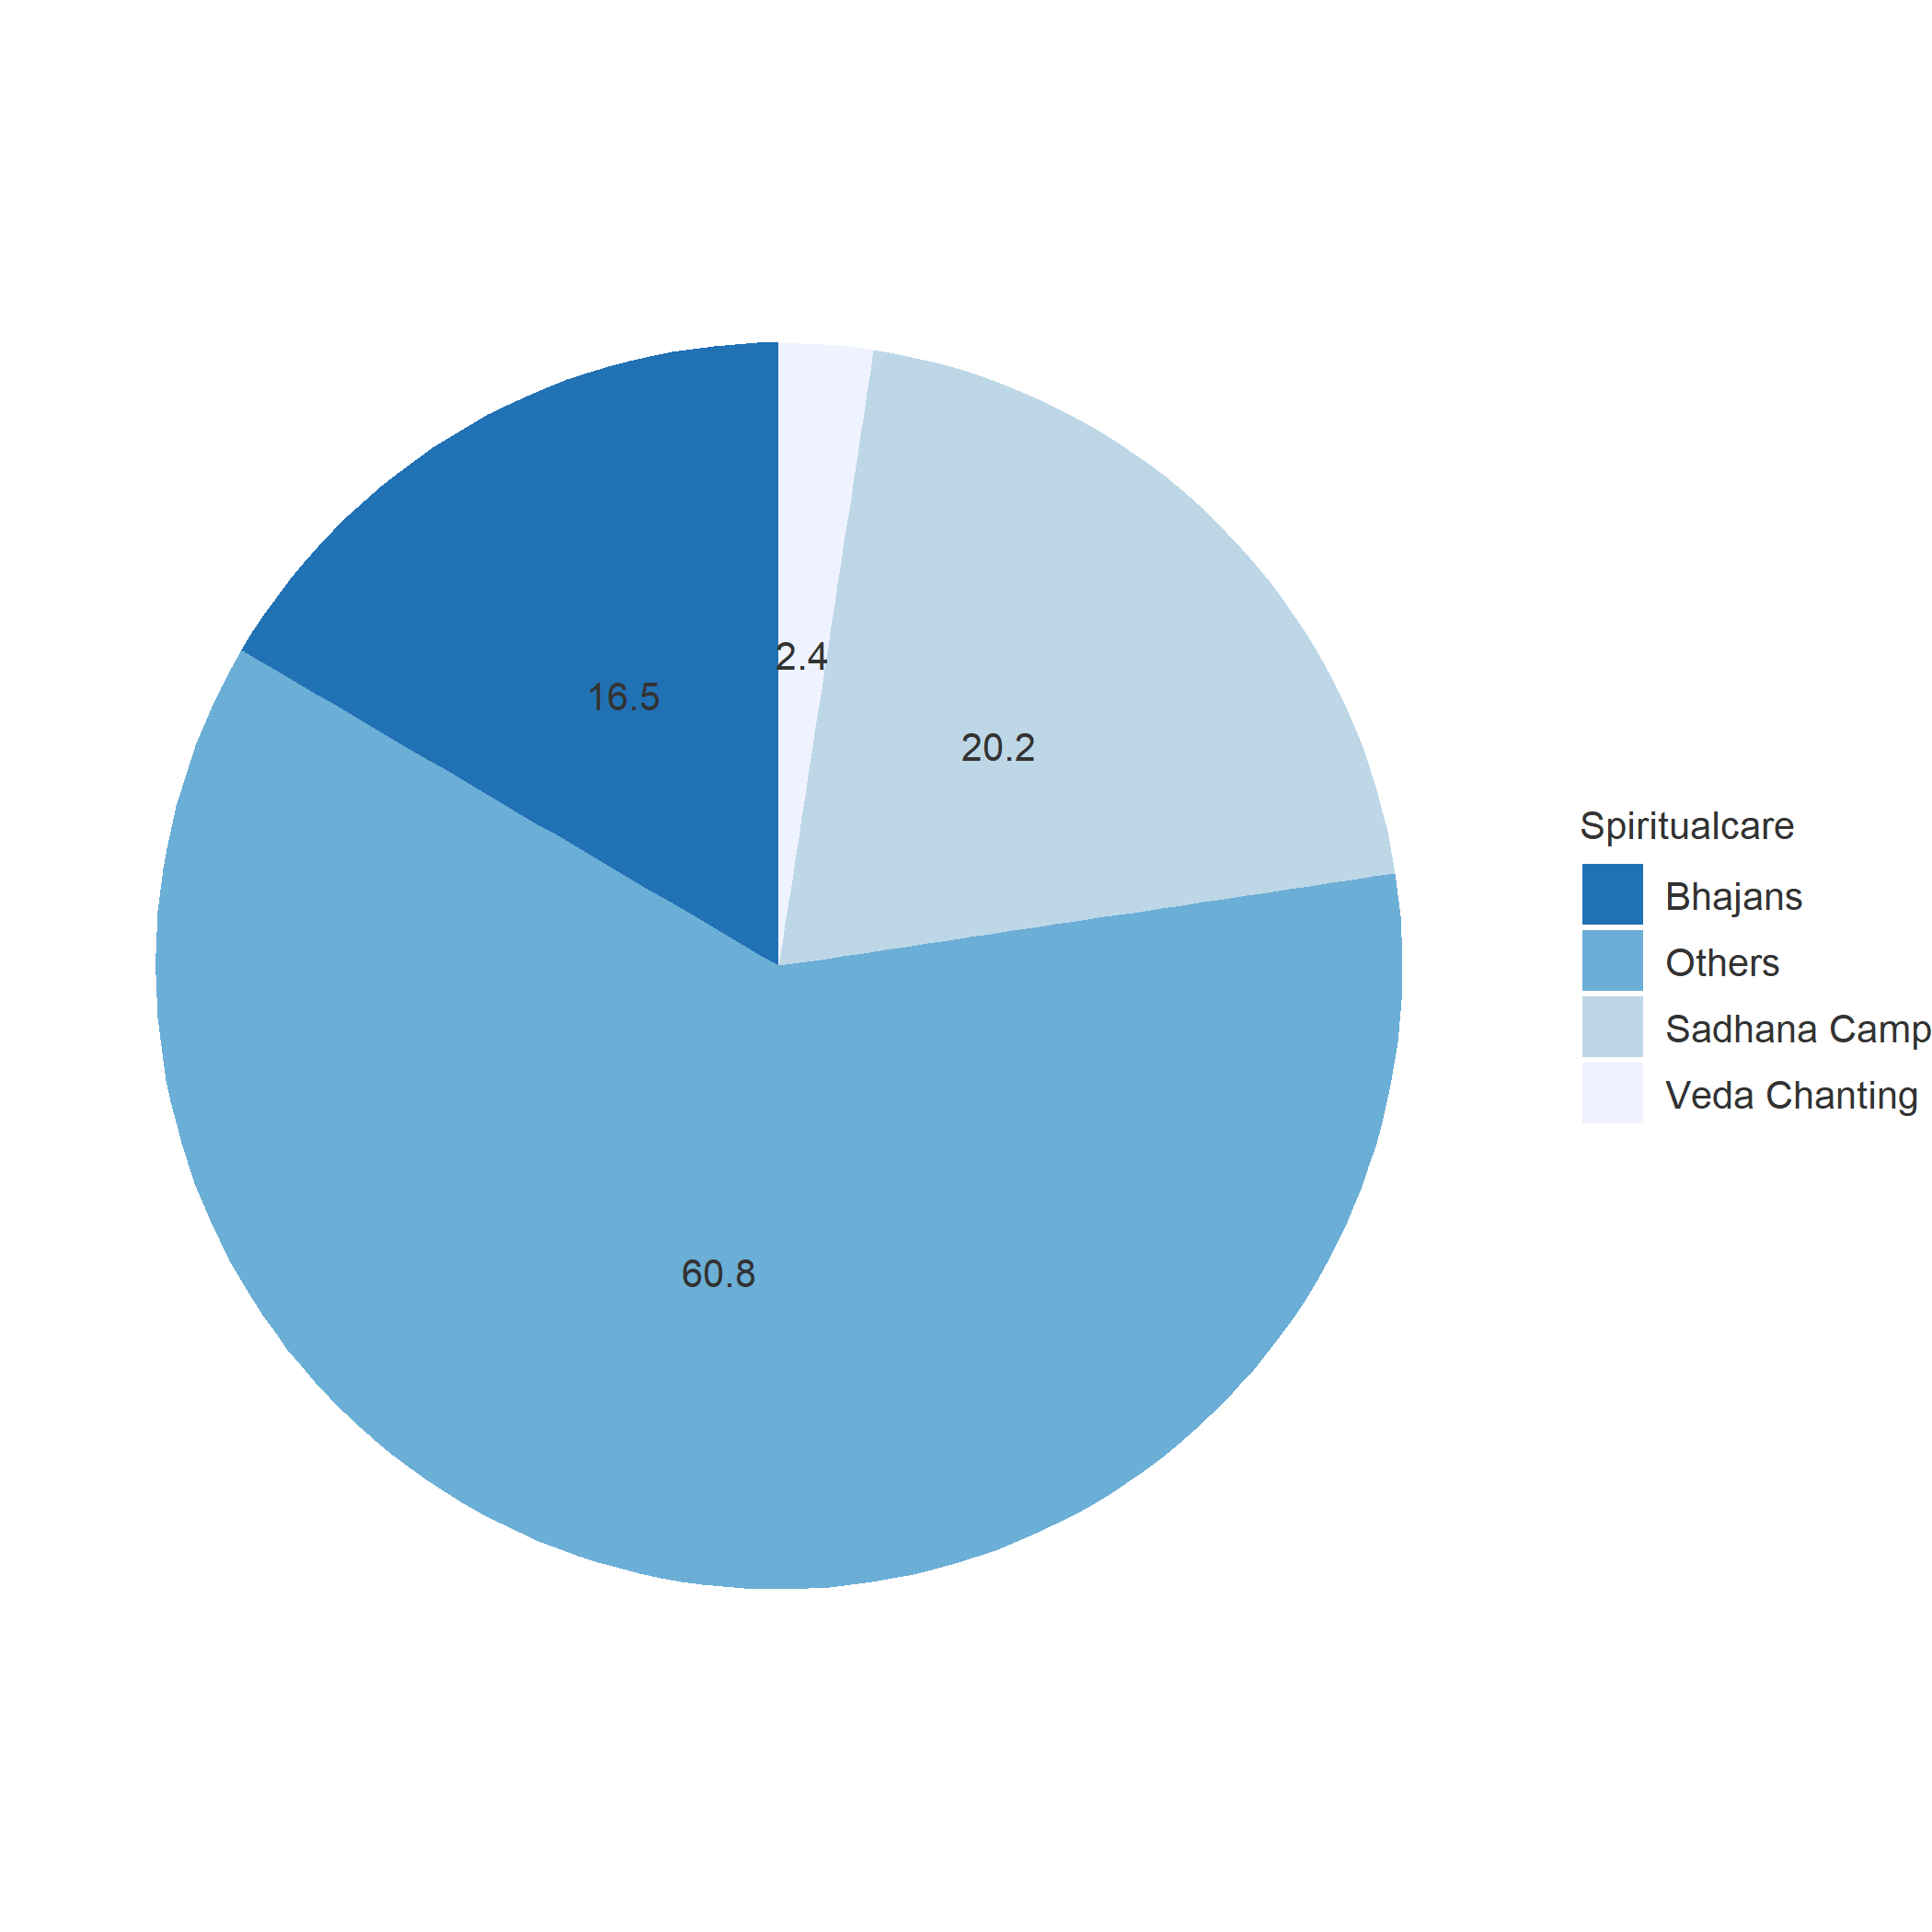 2.4
16.5
20.2
60.8
Spiritualcare
Bhajans
Others
Sadhana Camp
Veda Chanting